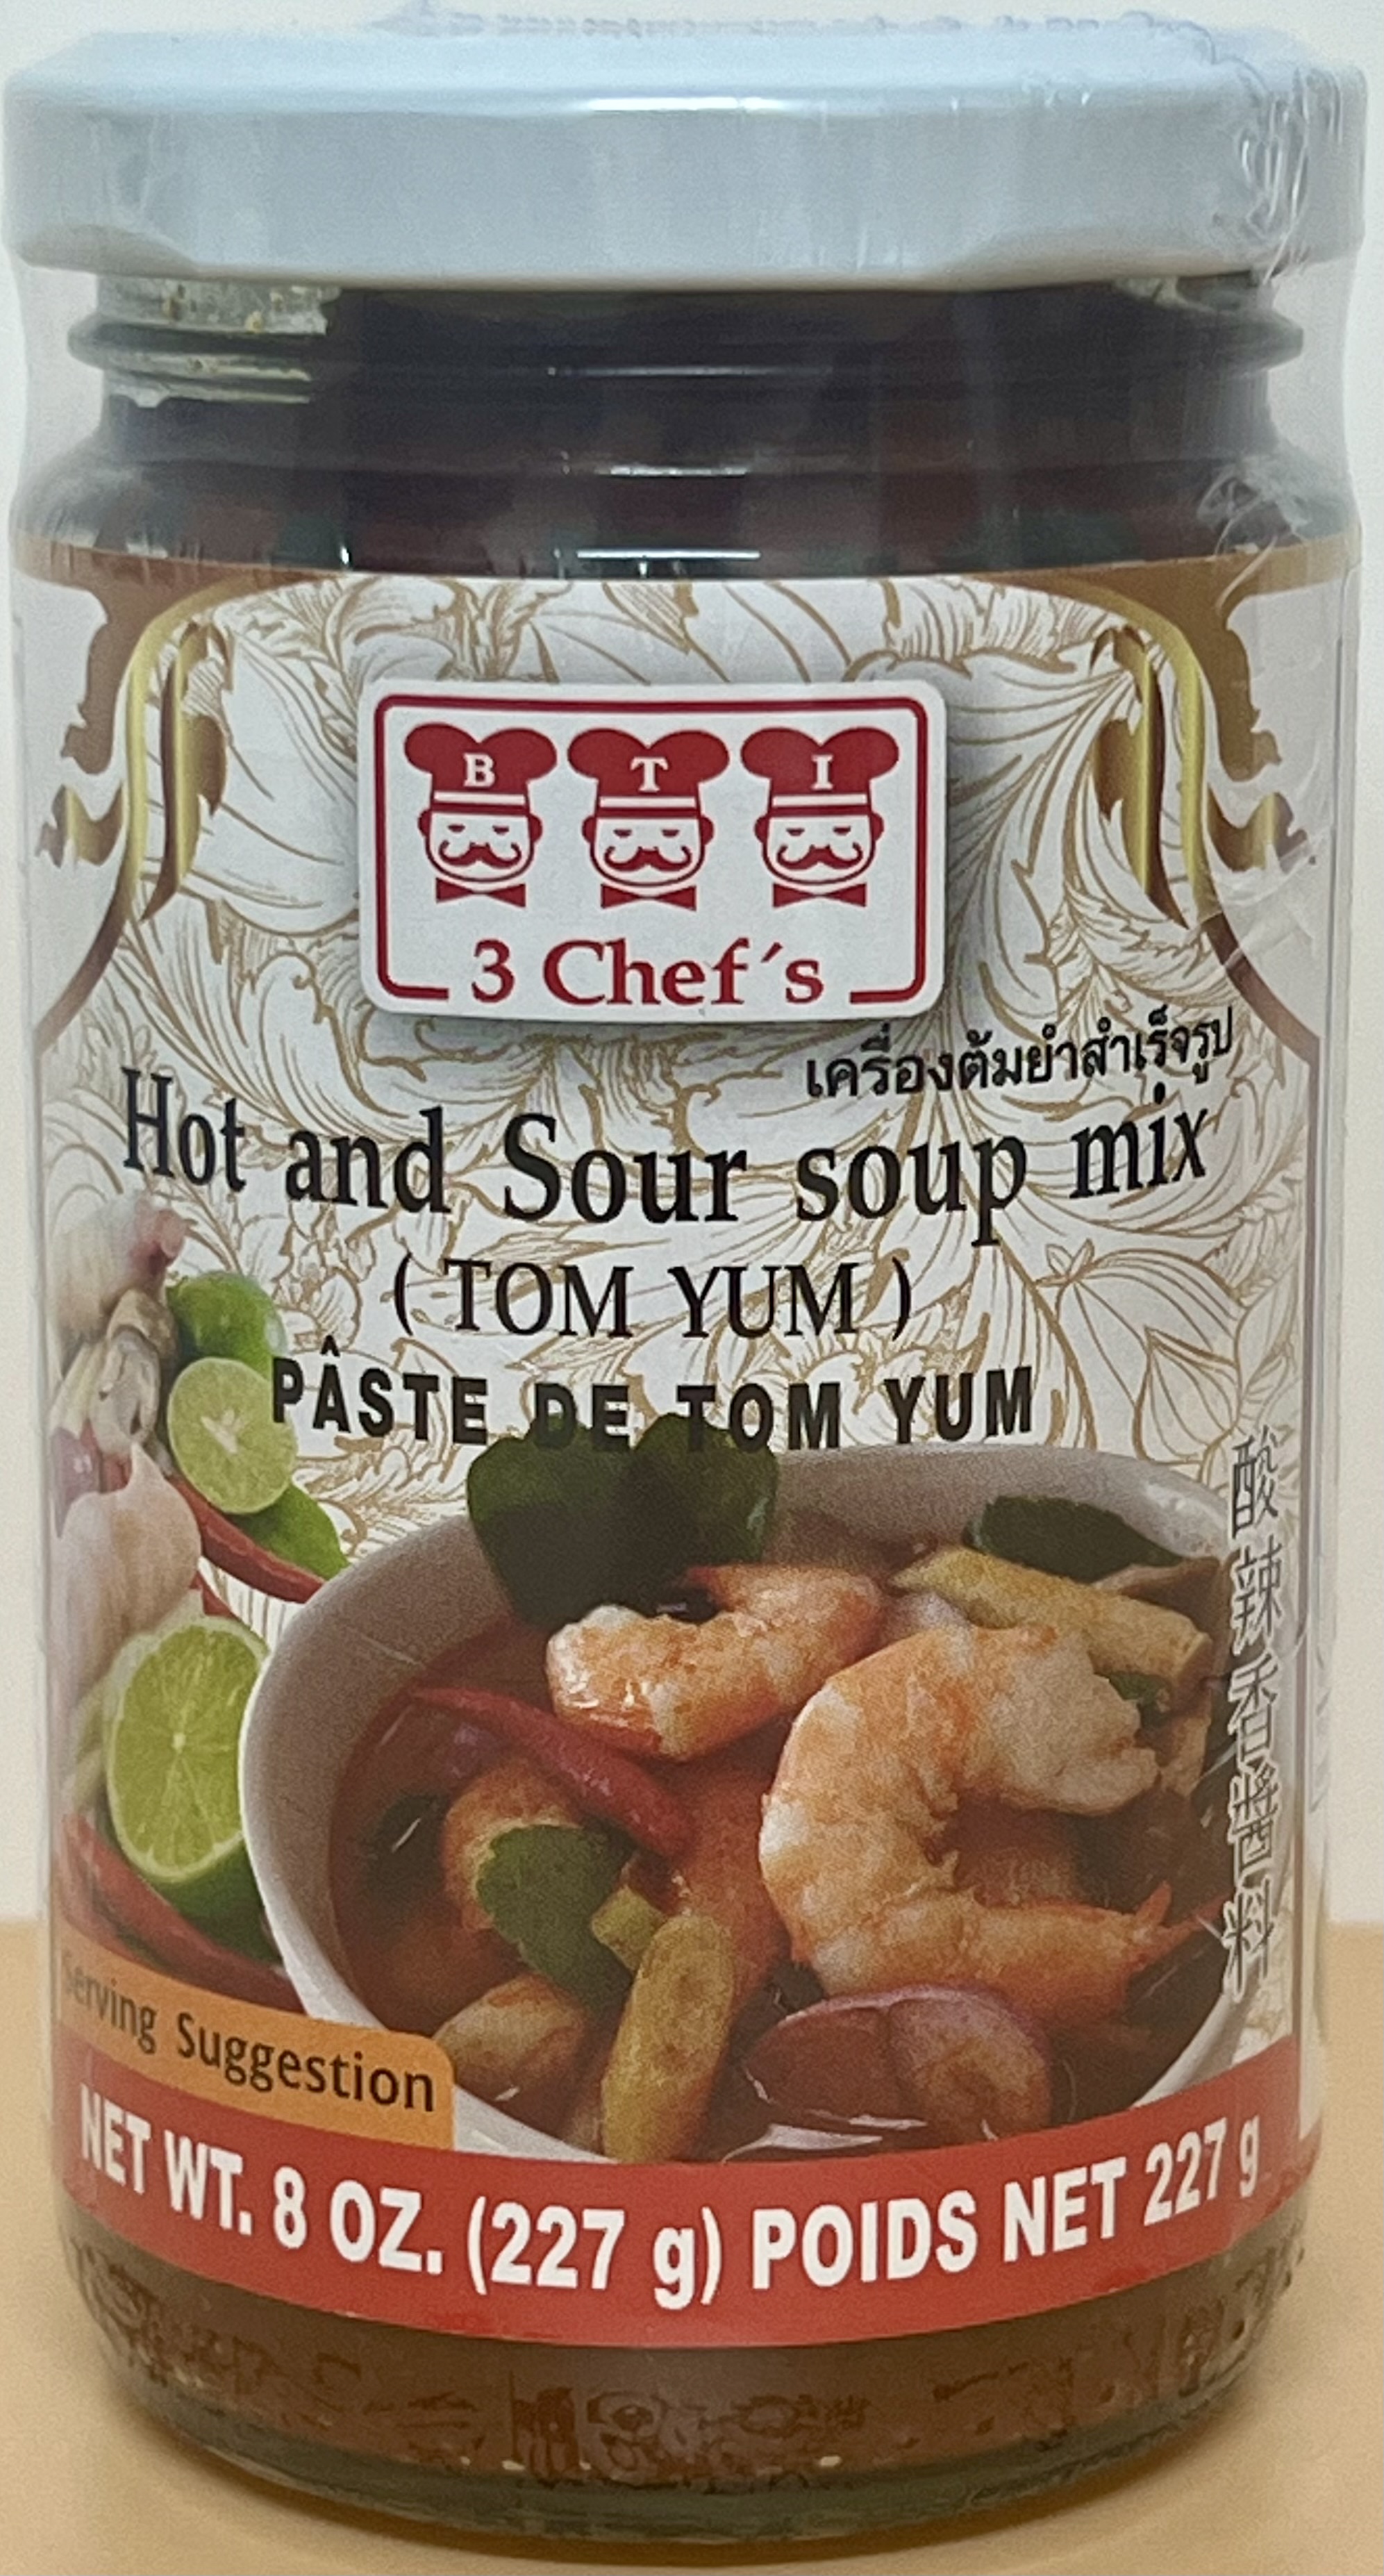 B T I
3 Chef´s
เครื่องต้มยำสำเร็จรูป
Hot and Sour soup mix
( TOM YUM )
PÂSTE DE TOM YUM
酸辣香醬料
Serving Suggestion
NET WT. 8 OZ. (227 g) POIDS NET 227 g